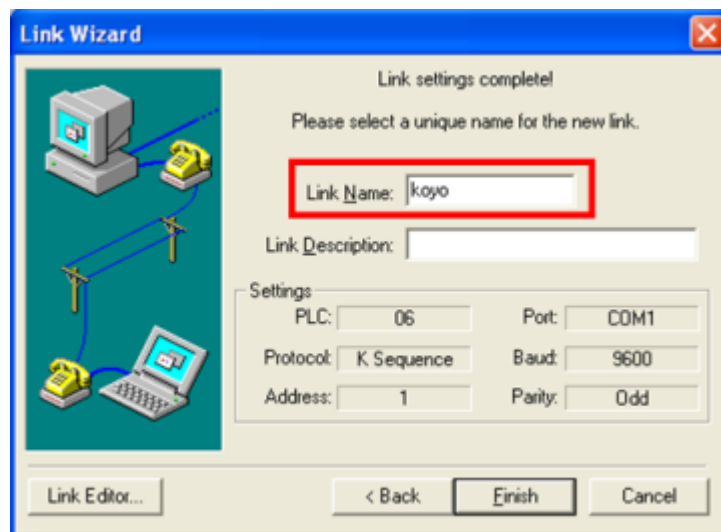 Link Wizard
Link settings complete!
Please select a unique name for the new link.
Link Name: koyo
Link Description:
Settings
PLC: 06 Port: COM1
Protocol: K Sequence Baud: 9600
Address: 1 Parity: Odd
Link Editor... < Back Finish Cancel